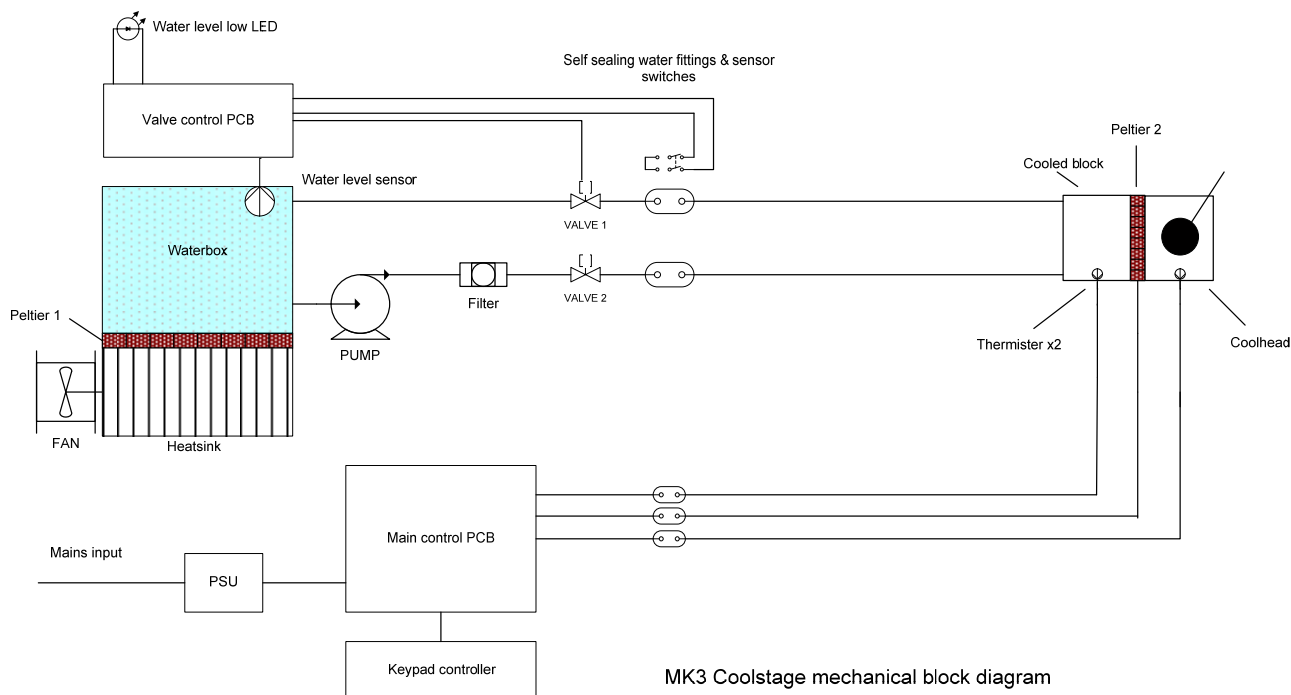 Water level low LED
Self sealing water fittings & sensor
switches
Valve control PCB
Peltier 2
Cooled block
Water level sensor
VALVE 1
Waterbox
VALVE 2
Filter
Peltier 1
PUMP
Thermister x2
Coolhead
FAN
Heatsink
Main control PCB
Mains input
PSU
Keypad controller
MK3 Coolstage mechanical block diagram